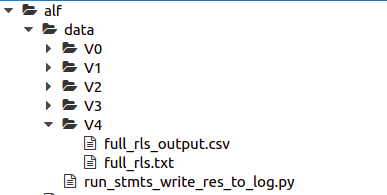 alf
data
V0
V1
V2
V3
V4
full_rls_output.csv
full_rls.txt
run_stmts_write_res_to_log.py